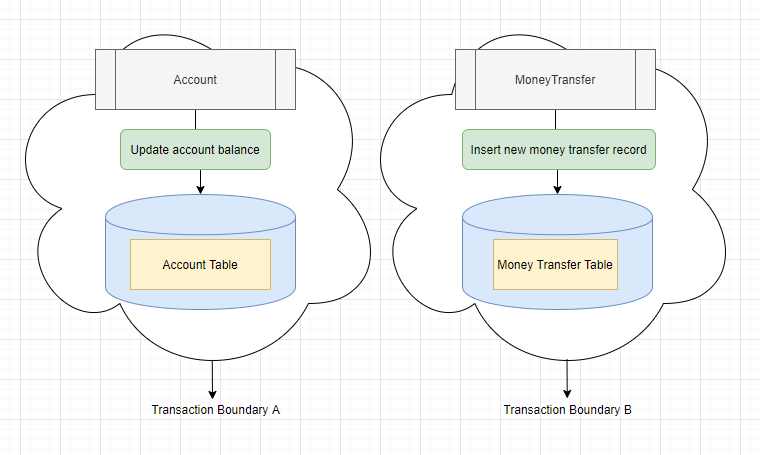 Account
MoneyTransfer
Update account balance
Insert new money transfer record
Account Table
Money Transfer Table
Transaction Boundary A
Transaction Boundary B